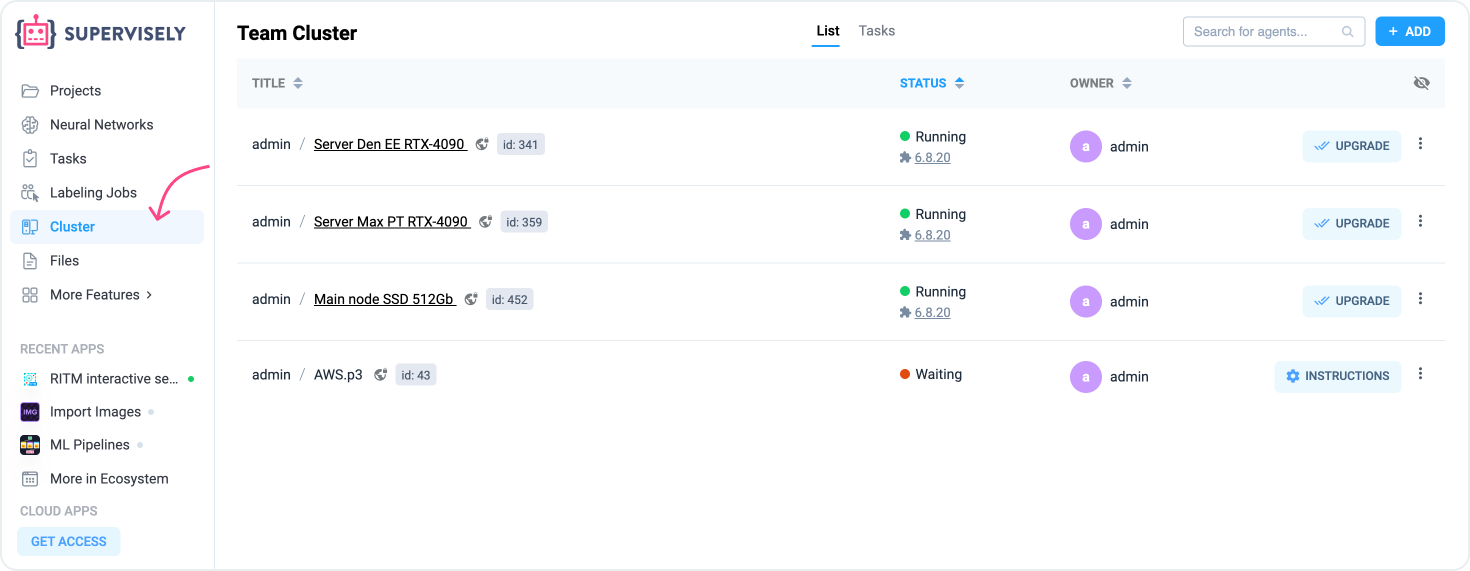 SUPERVISELY
Projects
Neural Networks
Tasks
Labeling Jobs
Cluster
Files
More Features
RECENT APPS
RITM interactive se...
IMG Import Images
ML Pipelines
More in Ecosystem
CLOUD APPS
GET ACCESS
Team Cluster
List Tasks
Search for agents...
+ ADD
TITLE STATUS OWNER
admin / Server Den EE RTX-4090 id: 341 Running a admin UPGRADE
6.8.20
admin / Server Max PT RTX-4090 id: 359 Running a admin UPGRADE
6.8.20
admin / Main node SSD 512Gb id: 452 Running a admin UPGRADE
6.8.20
admin / AWS.p3 id: 43 Waiting a admin INSTRUCTIONS